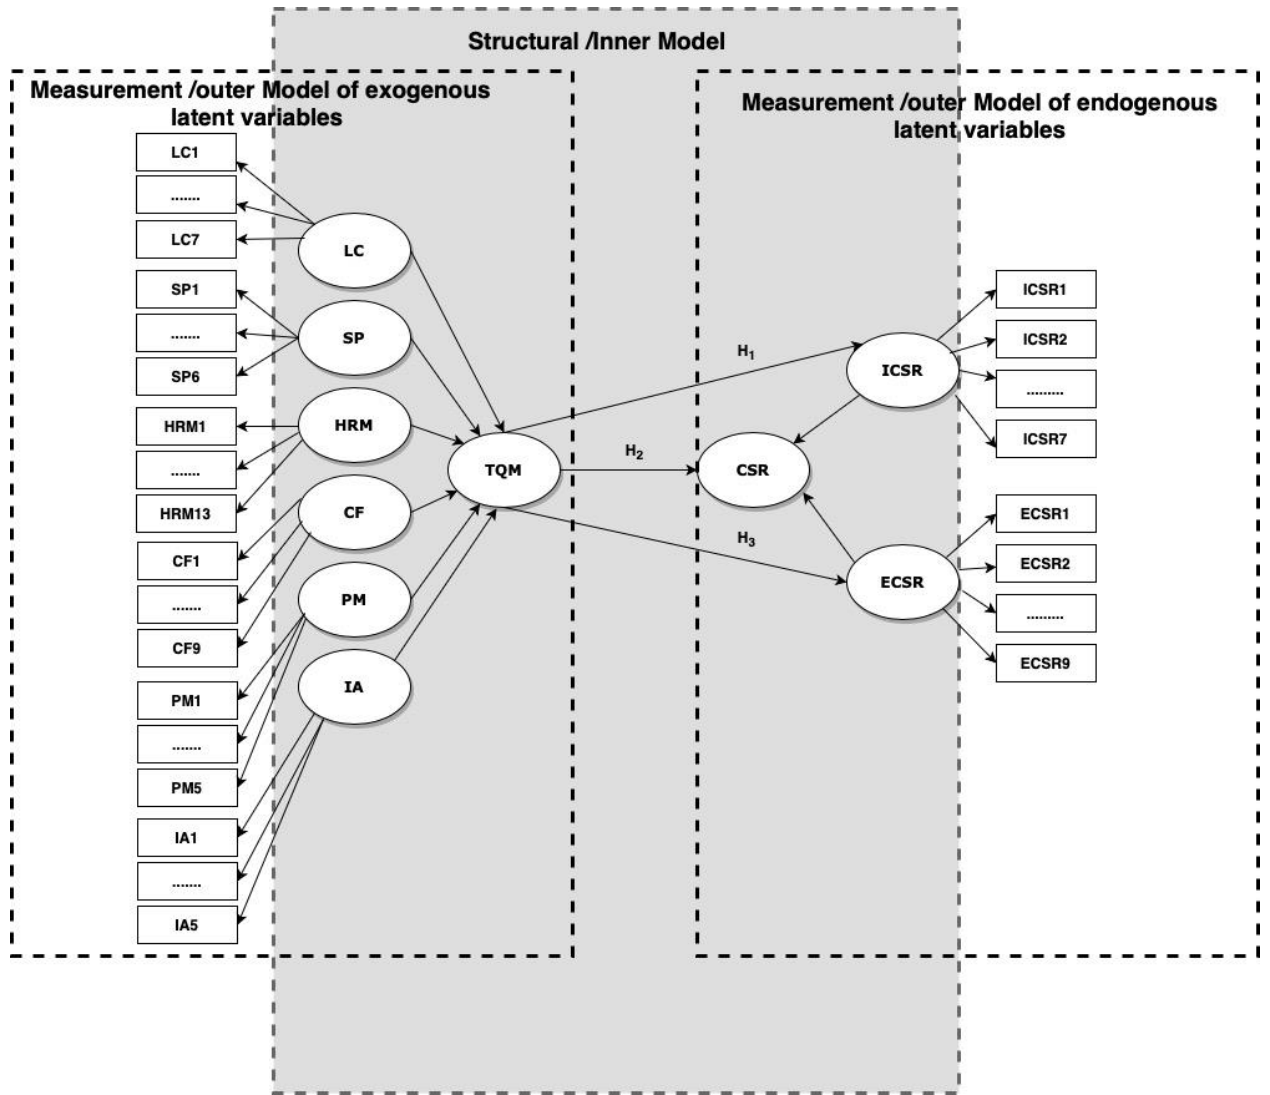 Structural /Inner Model
Measurement /outer Model of exogenous
latent variables
Measurement /outer Model of endogenous
latent variables
LC1
.......
LC7
SP1
.......
SP6
HRM1
.......
HRM13
CF1
.......
CF9
PM1
.......
PM5
IA1
.......
IA5
LC
SP
HRM
CF
PM
IA
TQM
H1
H2
H3
CSR
ICSR
ECSR
ICSR1
ICSR2
.........
ICSR7
ECSR1
ECSR2
.........
ECSR9